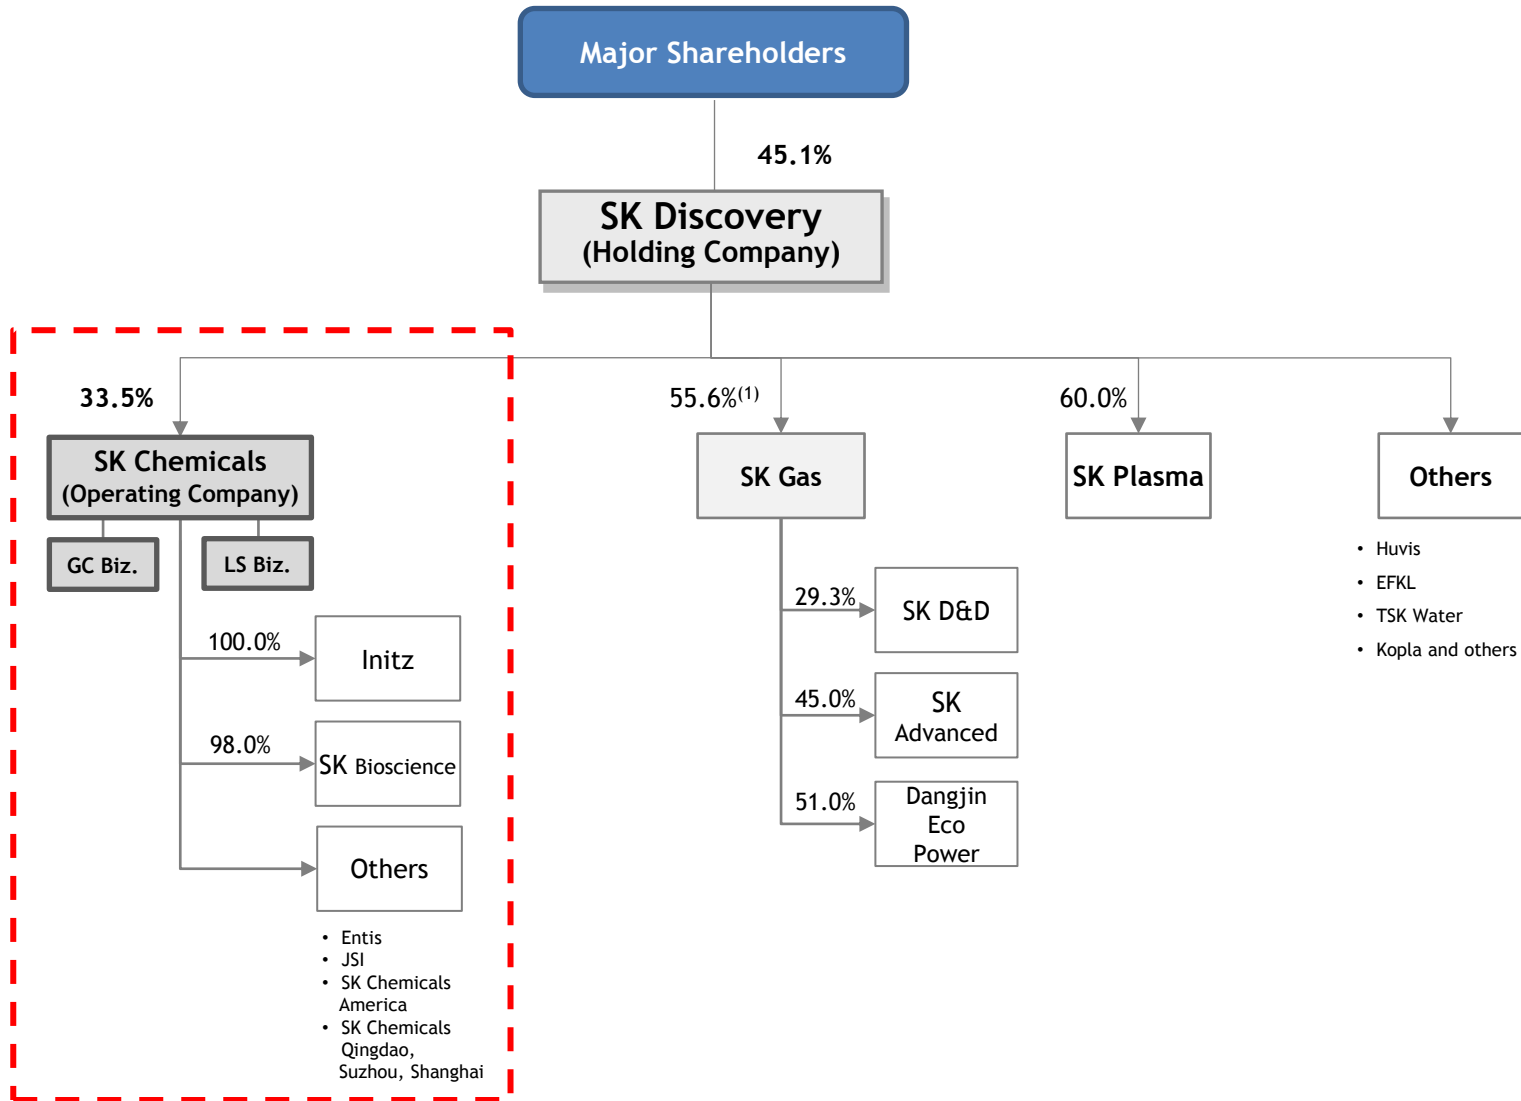 Major Shareholders
45.1%
SK Discovery
(Holding Company)
33.5%
55.6%(1)
60.0%
SK Chemicals
(Operating Company)
GC Biz.
LS Biz.
100.0%
Initz
98.0%
SK Bioscience
Others
• Entis
• JSI
• SK Chemicals
America
• SK Chemicals
Qingdao,
Suzhou, Shanghai
SK Gas
29.3%
SK D&D
45.0%
SK
Advanced
51.0%
Dangjin
Eco
Power
SK Plasma
Others
• Huvis
• EFKL
• TSK Water
• Kopla and others